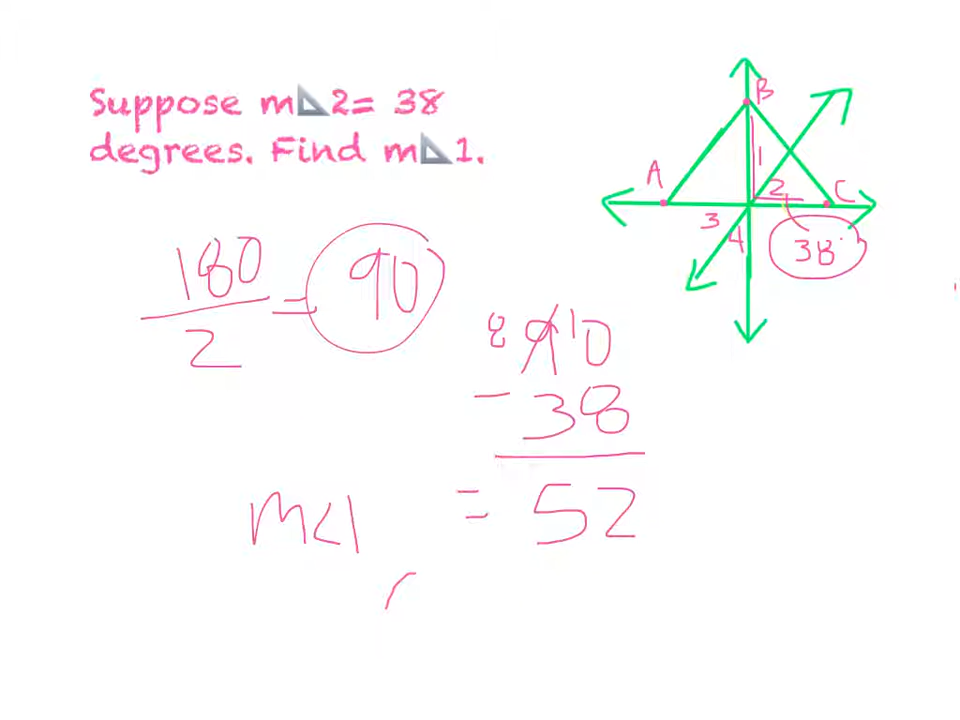 Suppose m📐2= 38
degrees. Find m📐1.
B
A
1
2
C
3
4
38°
180
2
= 90
8 9 10
- 38
= 52
m<1